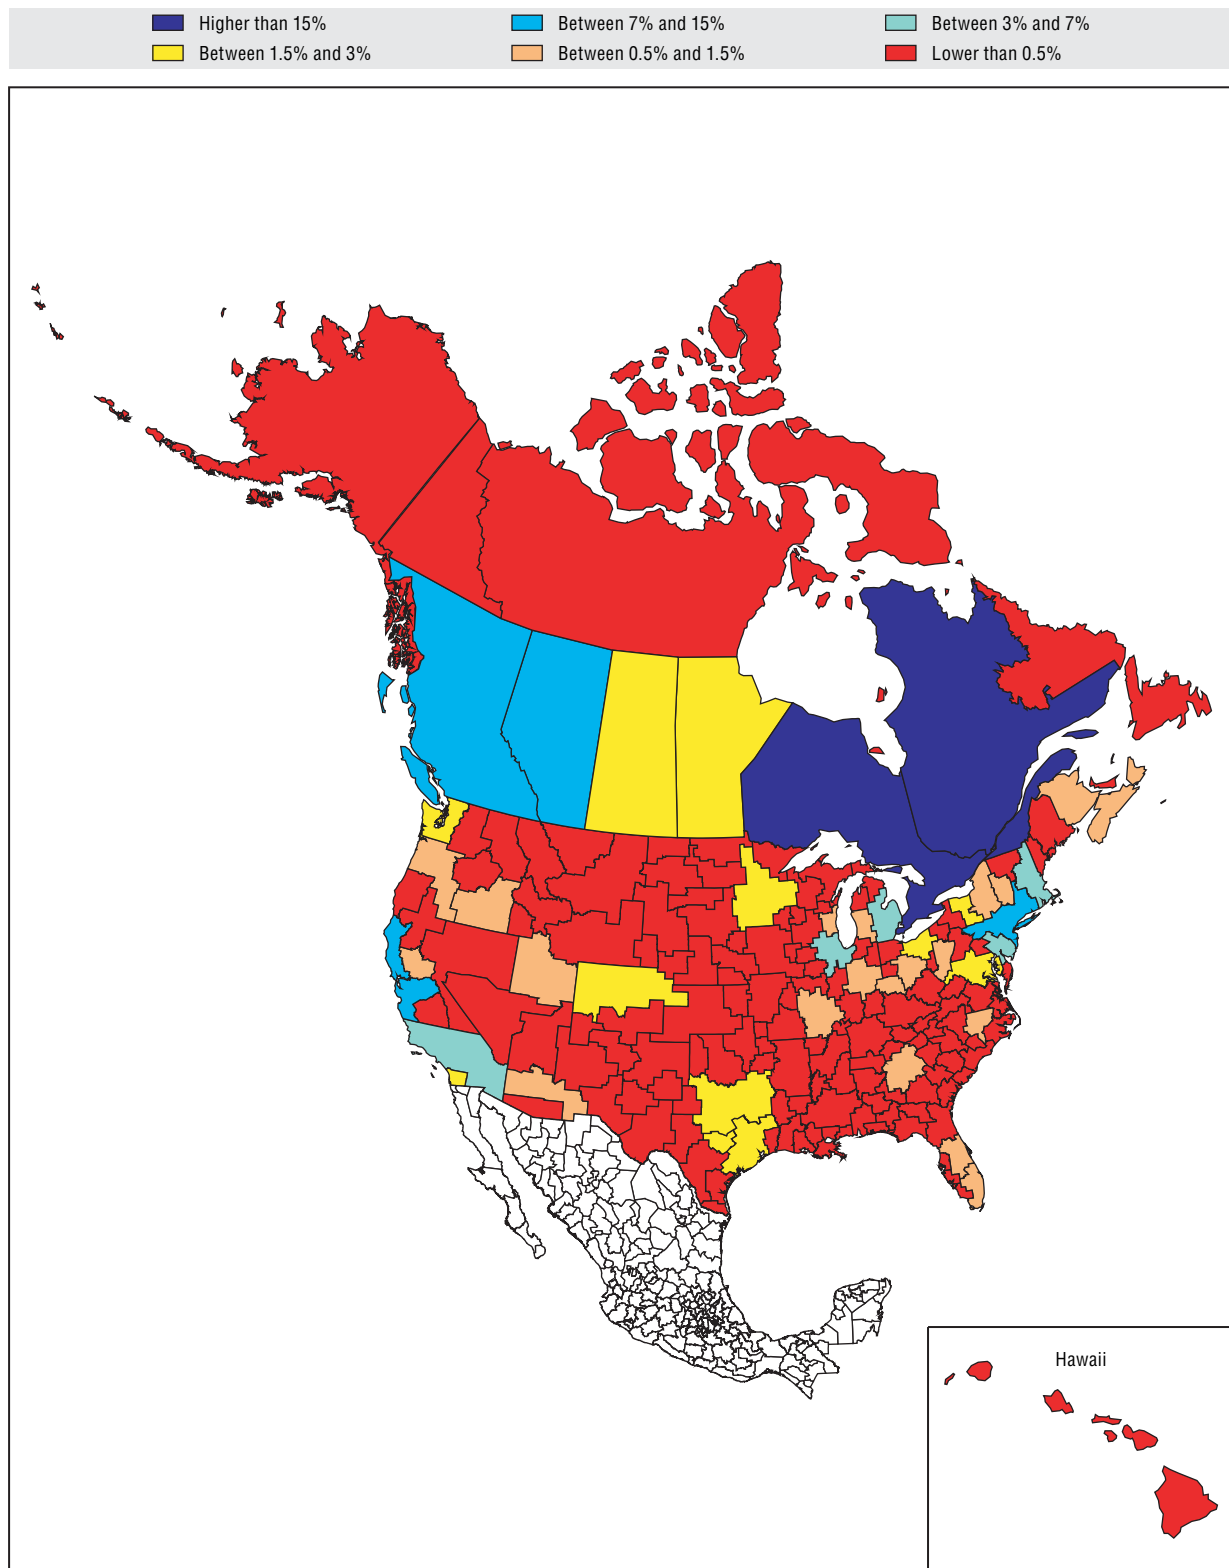 Higher than 15% Between 7% and 15% Between 3% and 7%
Between 1.5% and 3% Between 0.5% and 1.5% Lower than 0.5%
Hawaii